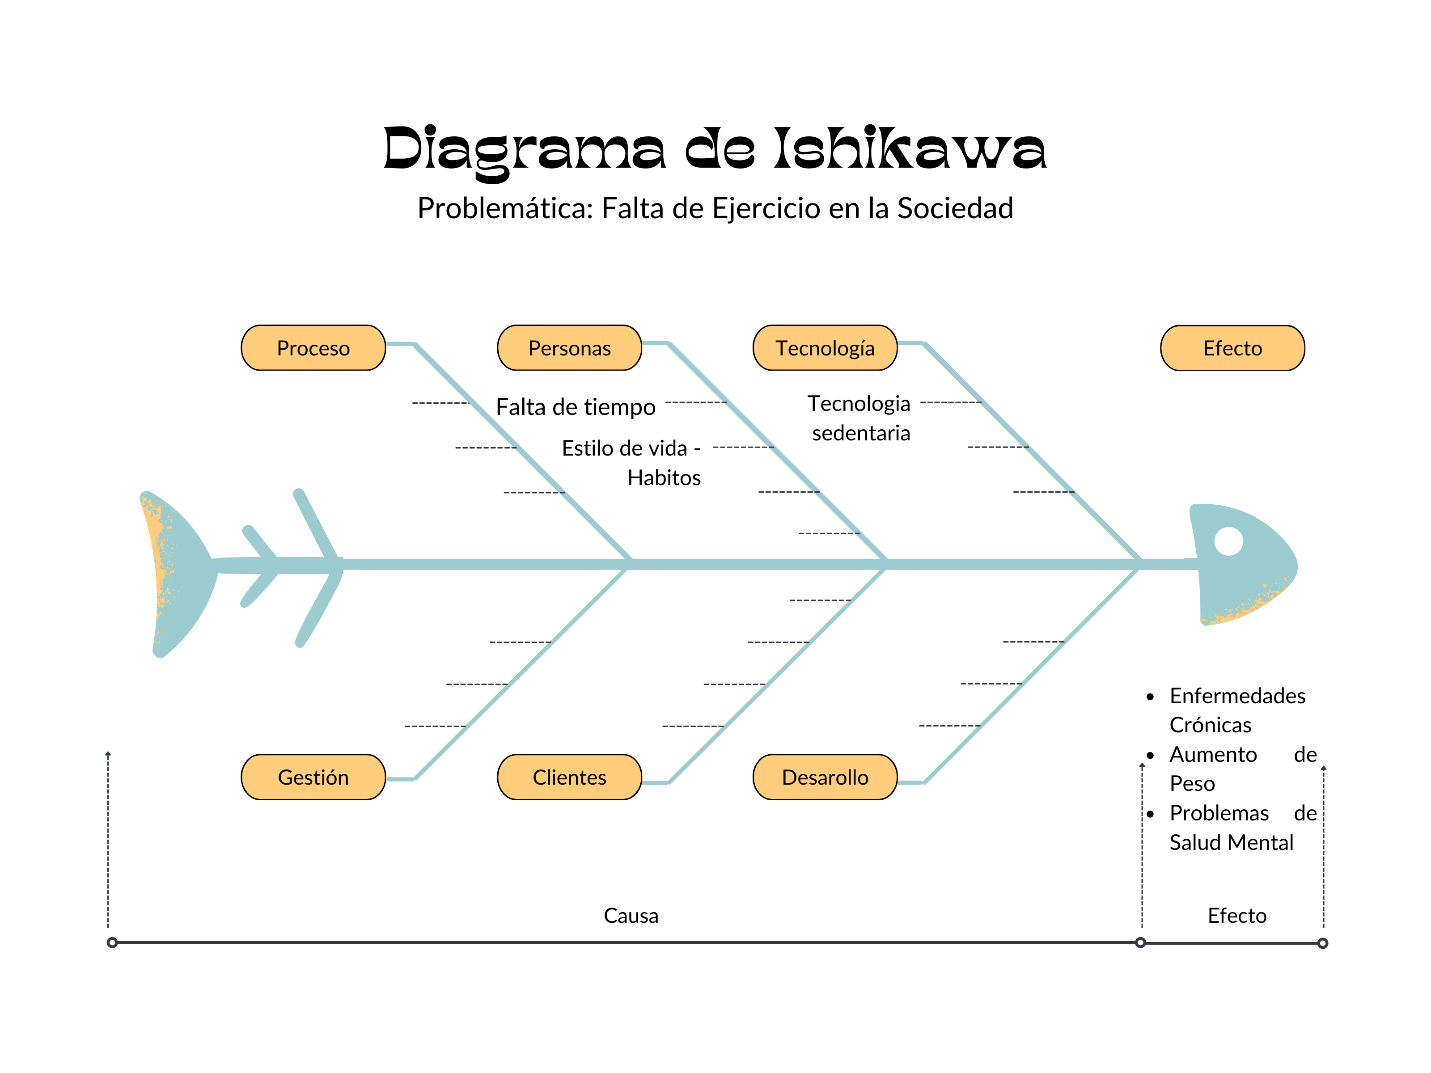 Diagrama de Ishikawa
Problemática: Falta de Ejercicio en la Sociedad
Proceso
Personas
Tecnología
Efecto
Falta de tiempo
Estilo de vida -
Habitos
Tecnologia
sedentaria
Gestión
Clientes
Desarollo
• Enfermedades
Crónicas
• Aumento de
Peso
• Problemas de
Salud Mental
Causa
Efecto